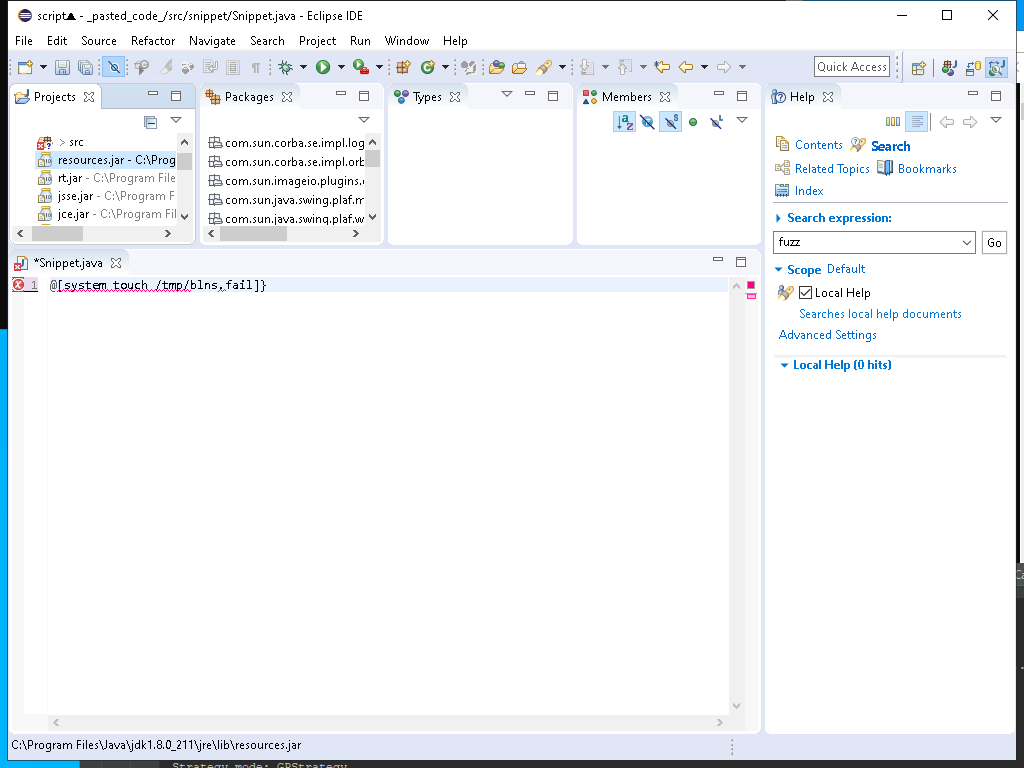 script▲ - _pasted_code_/src/snippet/Snippet.java - Eclipse IDE
File Edit Source Refactor Navigate Search Project Run Window Help
Quick Access
Projects
Packages
Types
Members
Help
> src
resources.jar - C:\Prog
rt.jar - C:\Program File
jsse.jar - C:\Program F
jce.jar - C:\Program Fil
com.sun.corba.se.impl.log
com.sun.corba.se.impl.orb
com.sun.imageio.plugins.
com.sun.java.swing.plaf.m
com.sun.java.swing.plaf.w
Contents Search
Related Topics Bookmarks
Index
Search expression:
fuzz Go
Scope Default
Local Help
Searches local help documents
Advanced Settings
Local Help (0 hits)
*Snippet.java
1 @[system touch /tmp/blns.fail]}
C:\Program Files\Java\jdk1.8.0_211\jre\lib\resources.jar
Strategy mode: GPStrategy